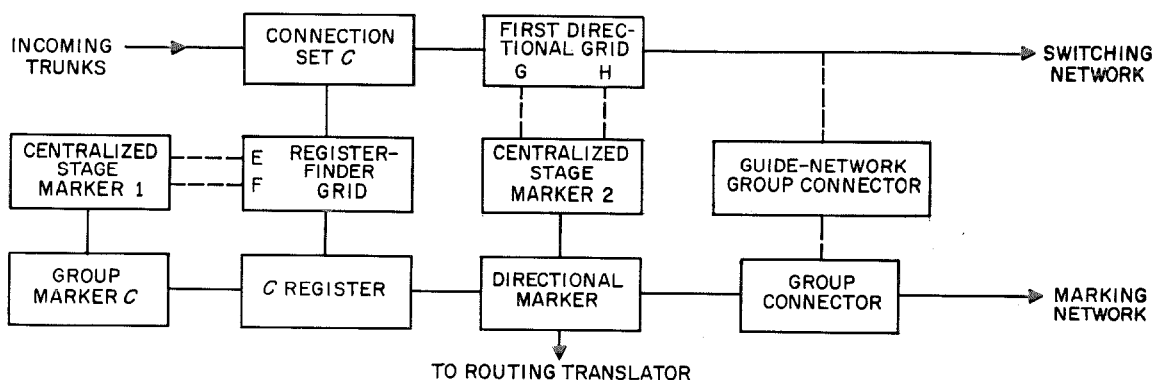 INCOMING
TRUNKS
CONNECTION
SET C
FIRST DIREC-
TIONAL GRID
G H
SWITCHING
NETWORK
CENTRALIZED
STAGE
MARKER 1
E
F
REGISTER-
FINDER
GRID
CENTRALIZED
STAGE
MARKER 2
GUIDE-NETWORK
GROUP CONNECTOR
GROUP
MARKER C
C REGISTER
DIRECTIONAL
MARKER
GROUP
CONNECTOR
MARKING
NETWORK
TO ROUTING TRANSLATOR